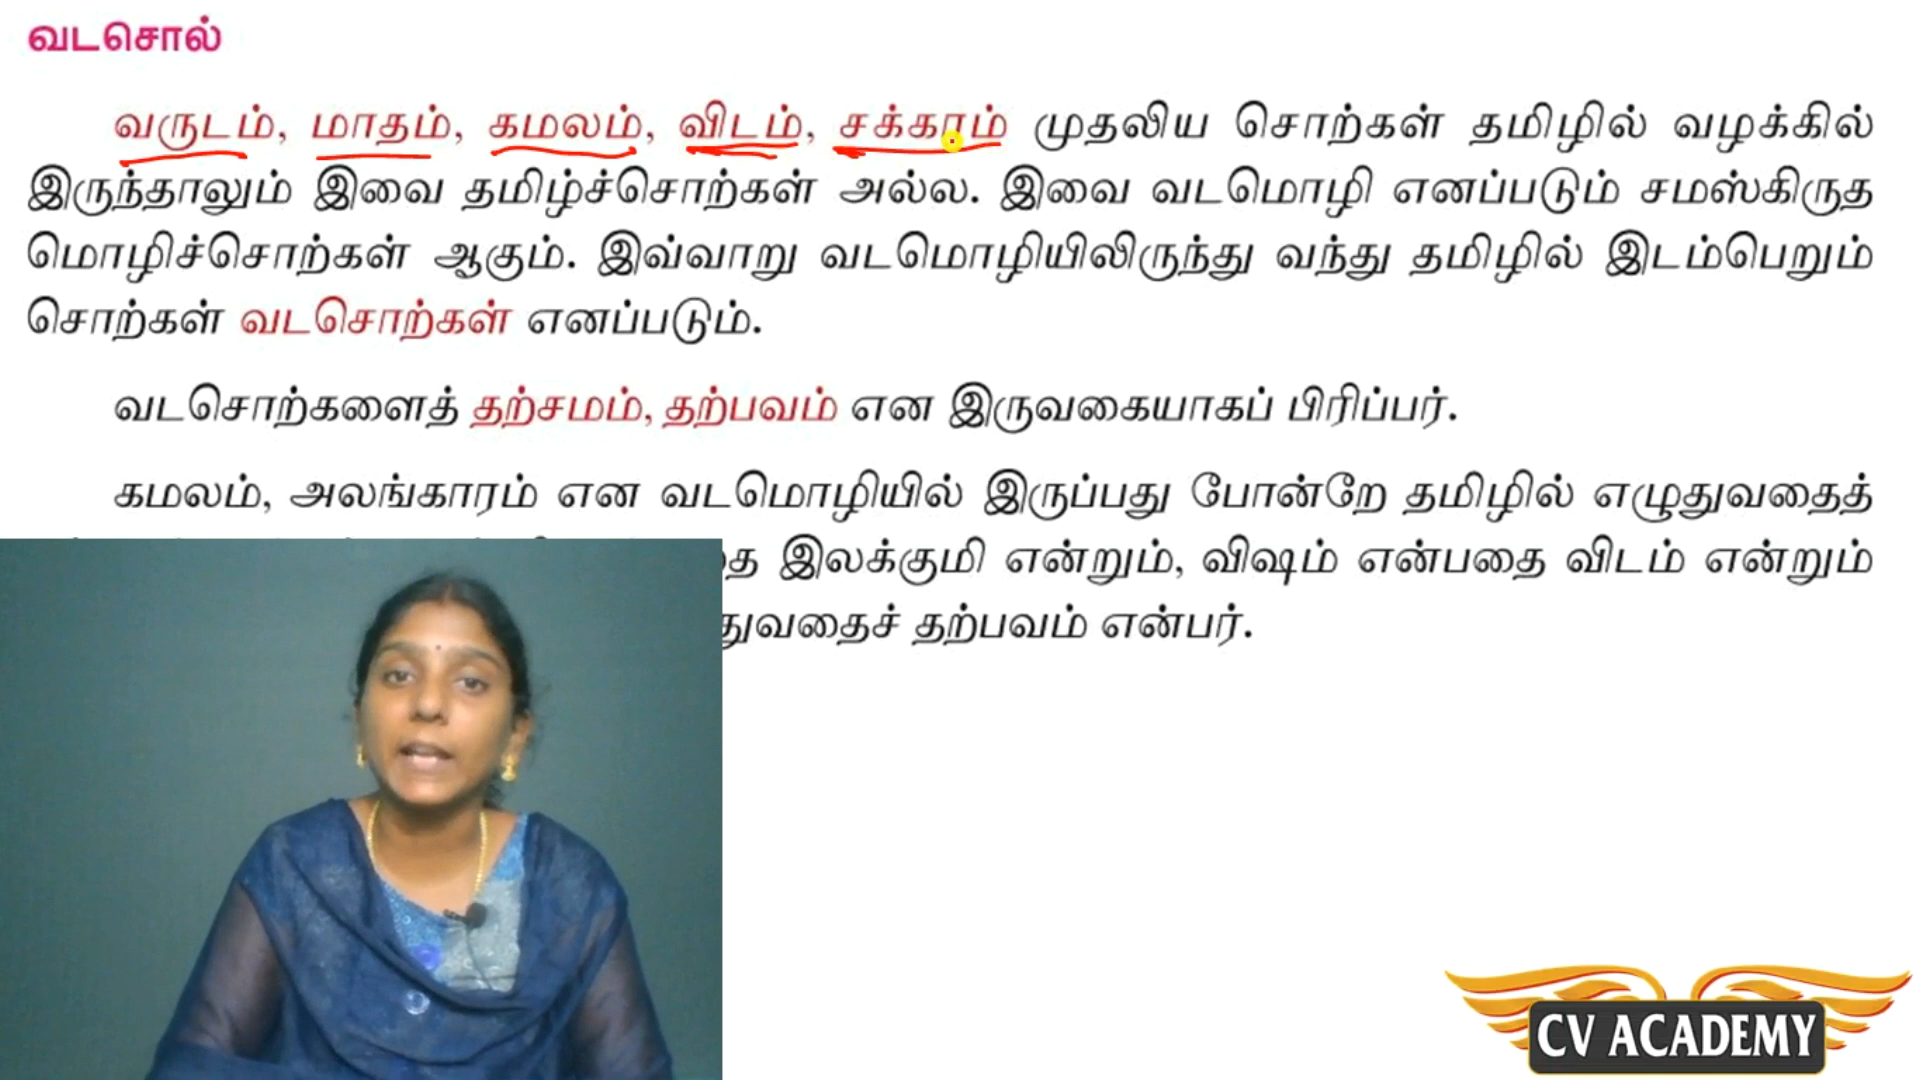 வடசொல்
வருடம், மாதம், கமலம், விடம், சக்கரம் முதலிய சொற்கள் தமிழில் வழக்கில்
இருந்தாலும் இவை தமிழ்ச்சொற்கள் அல்ல. இவை வடமொழி எனப்படும் சமஸ்கிருத
மொழிச்சொற்கள் ஆகும். இவ்வாறு வடமொழியிலிருந்து வந்து தமிழில் இடம்பெறும்
சொற்கள் வடசொற்கள் எனப்படும்.
வடசொற்களைத் தற்சமம், தற்பவம் என இருவகையாகப் பிரிப்பர்.
கமலம், அலங்காரம் என வடமொழியில் இருப்பது போன்றே தமிழில் எழுதுவதைத்
இலக்குமி என்றும், விஷம் என்பதை விடம் என்றும்
தற்பவம் என்பர்.
CV ACADEMY